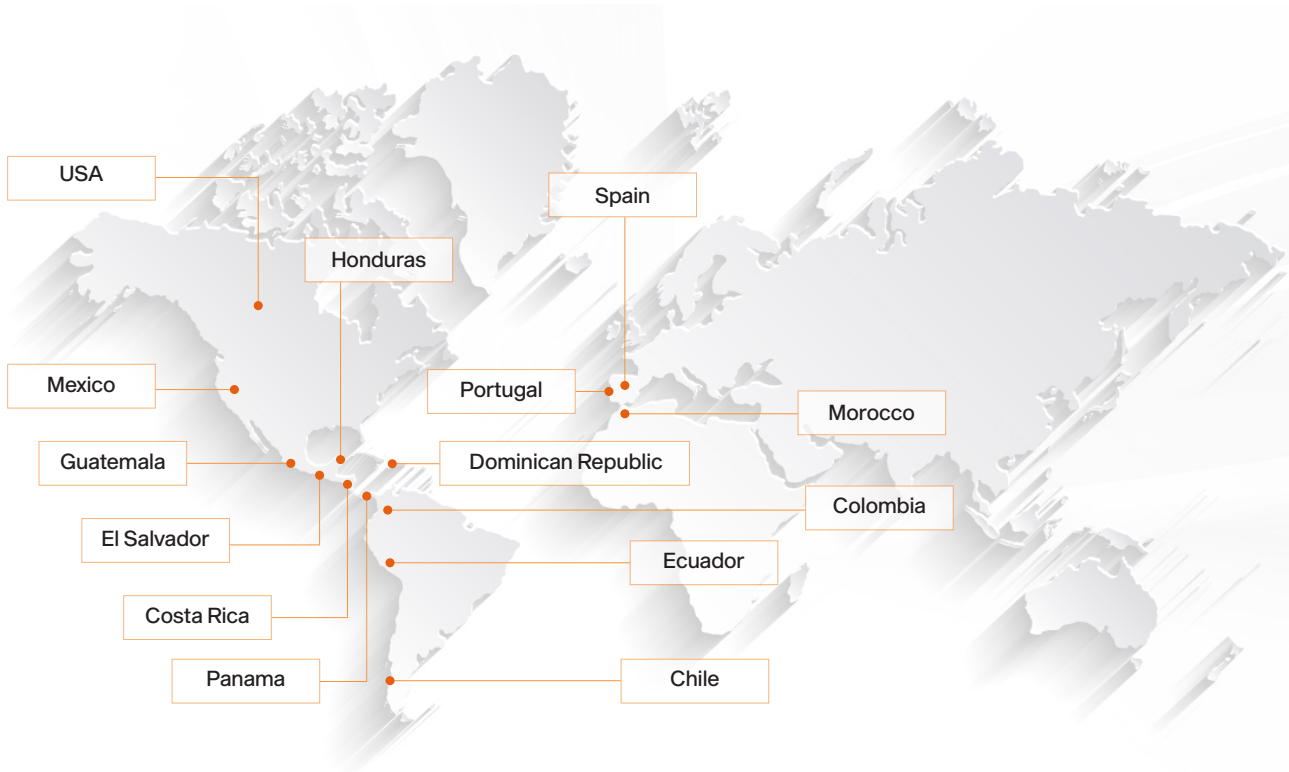 USA
Spain
Honduras
Mexico
Portugal
Morocco
Guatemala
Dominican Republic
Colombia
El Salvador
Ecuador
Costa Rica
Panama
Chile